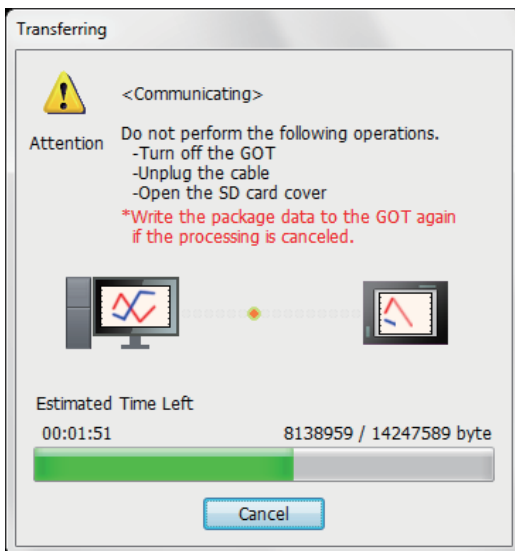 Transferring
<Communicating>
Attention
Do not perform the following operations.
-Turn off the GOT
-Unplug the cable
-Open the SD card cover
*Write the package data to the GOT again
if the processing is canceled.
Estimated Time Left
00:01:51 8138959 / 14247589 byte
Cancel